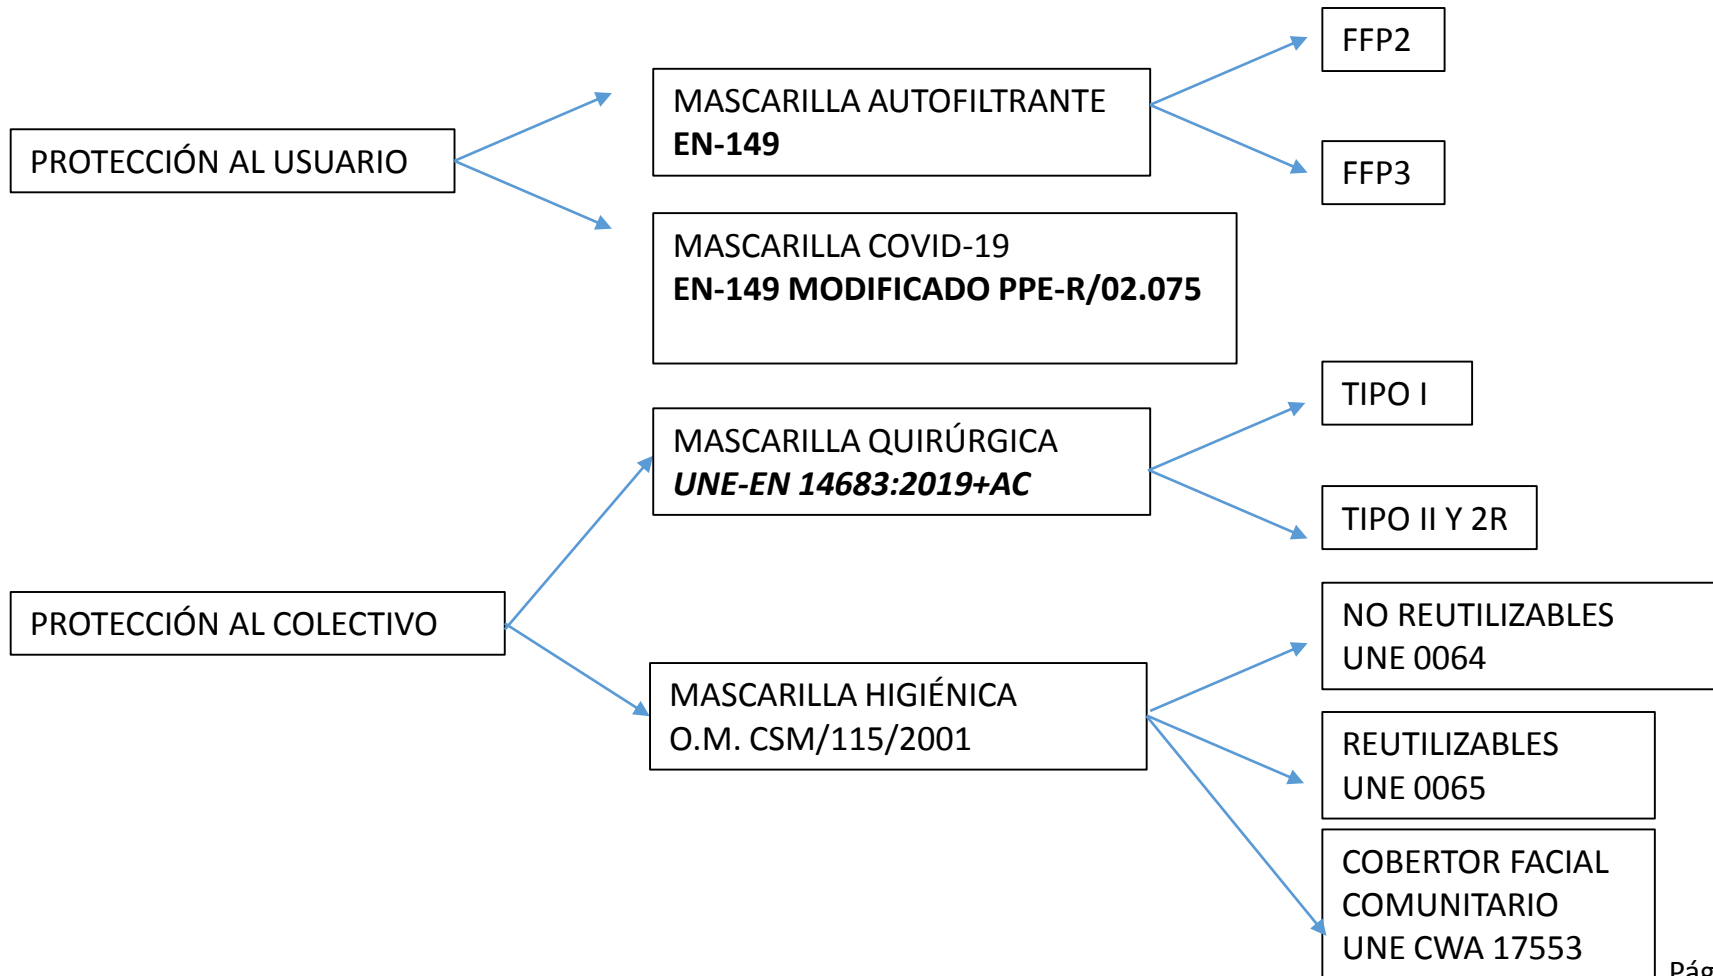 PROTECCIÓN AL USUARIO
MASCARILLA AUTOFILTRANTE
EN-149
FFP2
FFP3
MASCARILLA COVID-19
EN-149 MODIFICADO PPE-R/02.075
PROTECCIÓN AL COLECTIVO
MASCARILLA QUIRÚRGICA
UNE-EN 14683:2019+AC
TIPO I
TIPO II Y 2R
MASCARILLA HIGIÉNICA
O.M. CSM/115/2001
NO REUTILIZABLES
UNE 0064
REUTILIZABLES
UNE 0065
COBERTOR FACIAL
COMUNITARIO
UNE CWA 17553
Pág